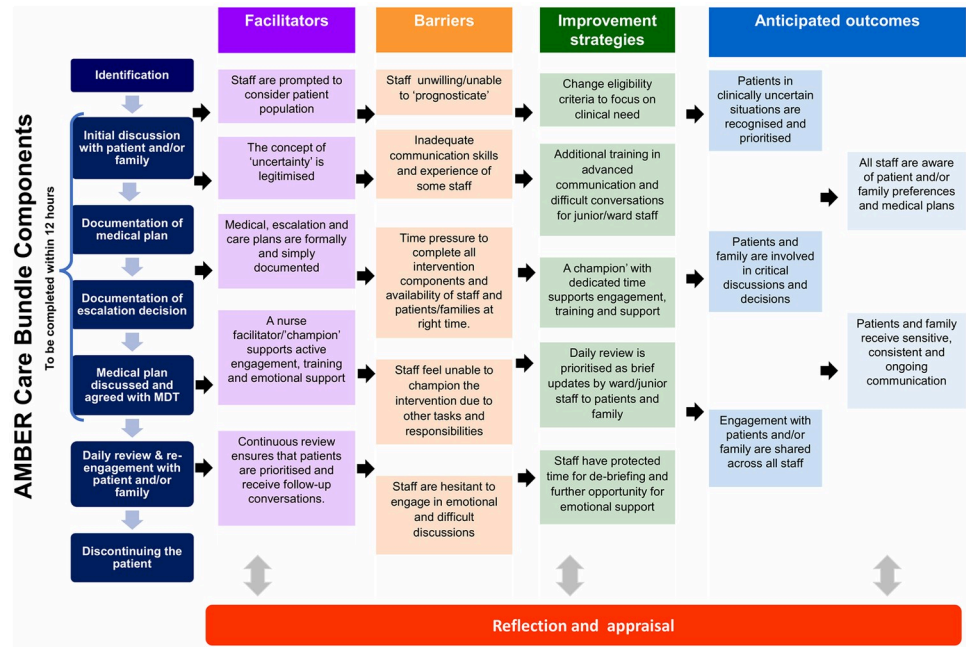 AMBER Care Bundle Components
To be completed within 12 hours
Identification
Initial discussion
with patient and/or
family
Documentation of
medical plan
Documentation of
escalation decision
Medical plan
discussed and
agreed with MDT
Daily review & re-
engagement with
patient and/or
family
Discontinuing the
patient
Facilitators
Staff are prompted to
consider patient
population
The concept of
‘uncertainty’ is
legitimised
Medical, escalation and
care plans are formally
and simply
documented
A nurse
facilitator/’champion’
supports active
engagement, training
and emotional support
Continuous review
ensures that patients
are prioritised and
receive follow-up
conversations.
Barriers
Staff unwilling/unable
to ‘prognosticate’
Inadequate
communication skills
and experience of
some staff
Time pressure to
complete all
intervention
components and
availability of staff and
patients/families at
right time.
Staff feel unable to
champion the
intervention due to
other tasks and
responsibilities
Staff are hesitant to
engage in emotional
and difficult
discussions
Improvement
strategies
Change eligibility
criteria to focus on
clinical need
Additional training in
advanced
communication and
difficult conversations
for junior/ward staff
A champion’ with
dedicated time
supports engagement,
training and support
Daily review is
prioritised as brief
updates by ward/junior
staff to patients and
family
Staff have protected
time for de-briefing and
further opportunity for
emotional support
Anticipated outcomes
Patients in
clinically uncertain
situations are
recognised and
prioritised
Patients and
family are involved
in critical
discussions and
decisions
Engagement with
patients and/or
family are shared
across all staff
All staff are aware
of patient and/or
family preferences
and medical plans
Patients and family
receive sensitive,
consistent and
ongoing
communication
Reflection and appraisal